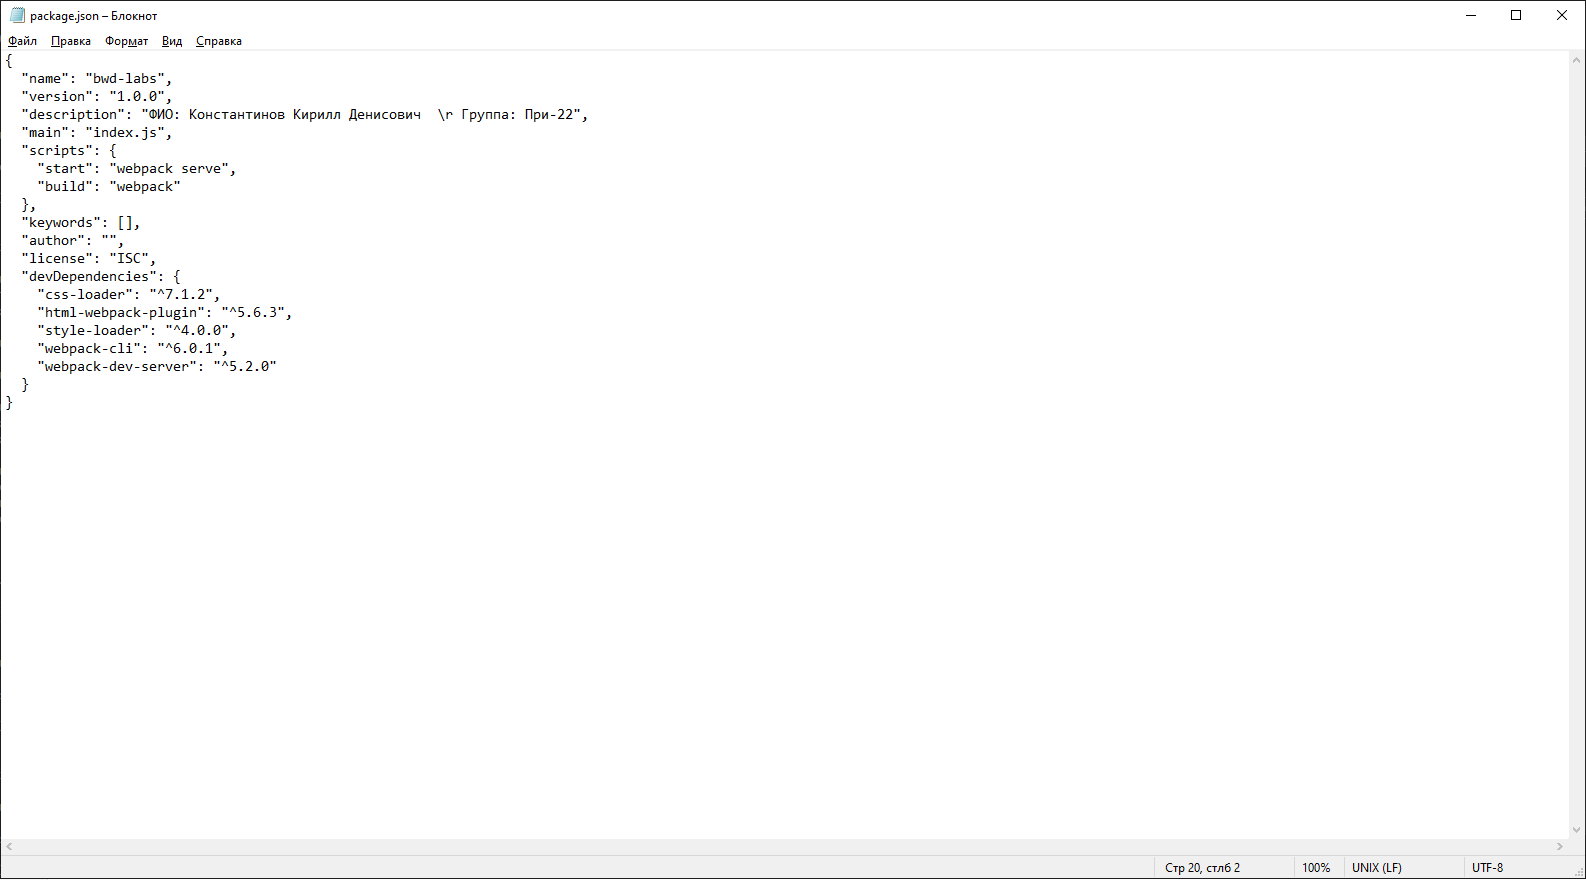 package.json – Блокнот
Файл Правка Формат Вид Справка
{
  "name": "bwd-labs",
  "version": "1.0.0",
  "description": "ФИО: Константинов Кирилл Денисович  \r Группа: При-22",
  "main": "index.js",
  "scripts": {
    "start": "webpack serve",
    "build": "webpack"
  },
  "keywords": [],
  "author": "",
  "license": "ISC",
  "devDependencies": {
    "css-loader": "^7.1.2",
    "html-webpack-plugin": "^5.6.3",
    "style-loader": "^4.0.0",
    "webpack-cli": "^6.0.1",
    "webpack-dev-server": "^5.2.0"
  }
}
Стр 20, стлб 2 100% UNIX (LF) UTF-8